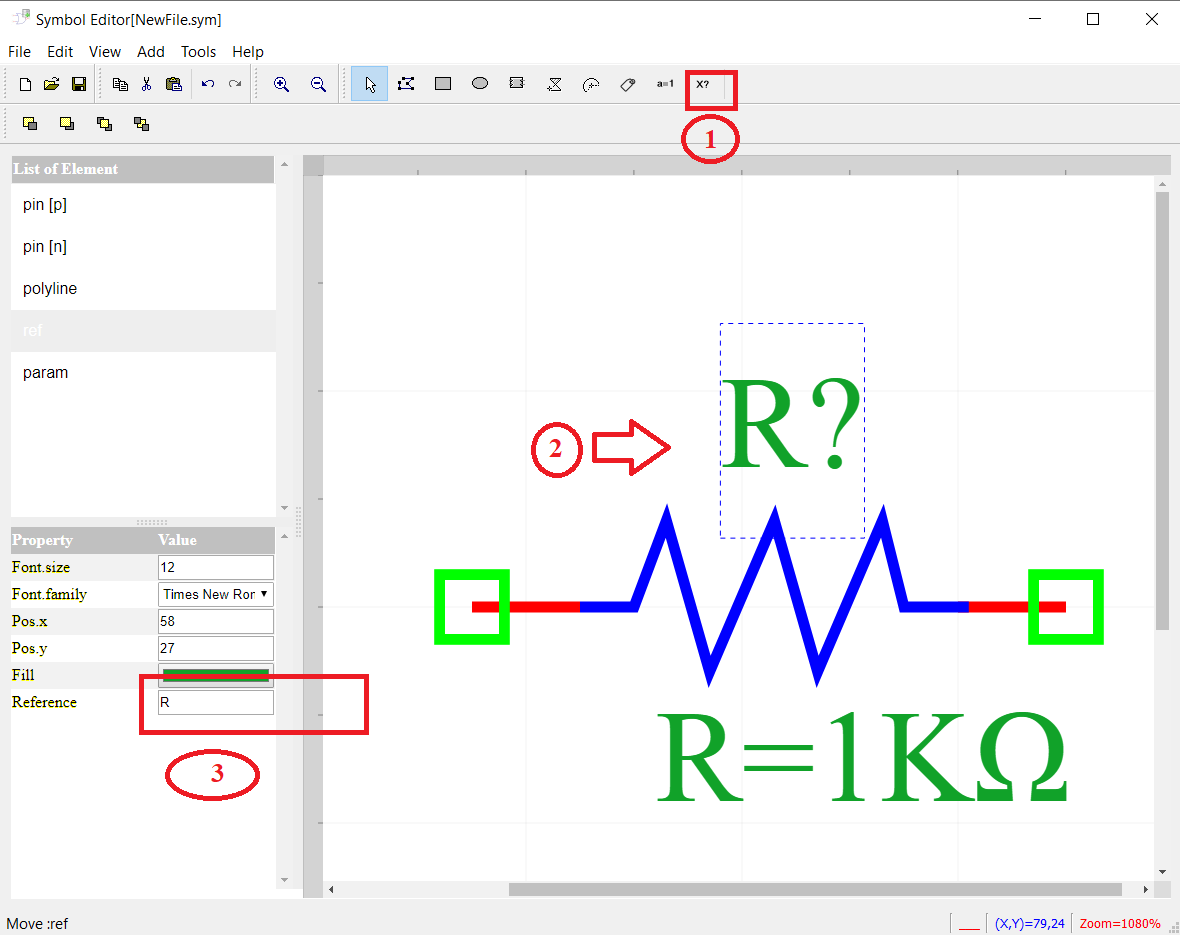 Symbol Editor[NewFile.sym]
File Edit View Add Tools Help
a=1 X?
1
List of Element
pin [p]
pin [n]
polyline
ref
param
R?
2
R=1KΩ
Property Value
Font.size 12
Font.family Times New Ror
Pos.x 58
Pos.y 27
Fill
Reference R
3
Move :ref (X,Y)=79,24 Zoom=1080%